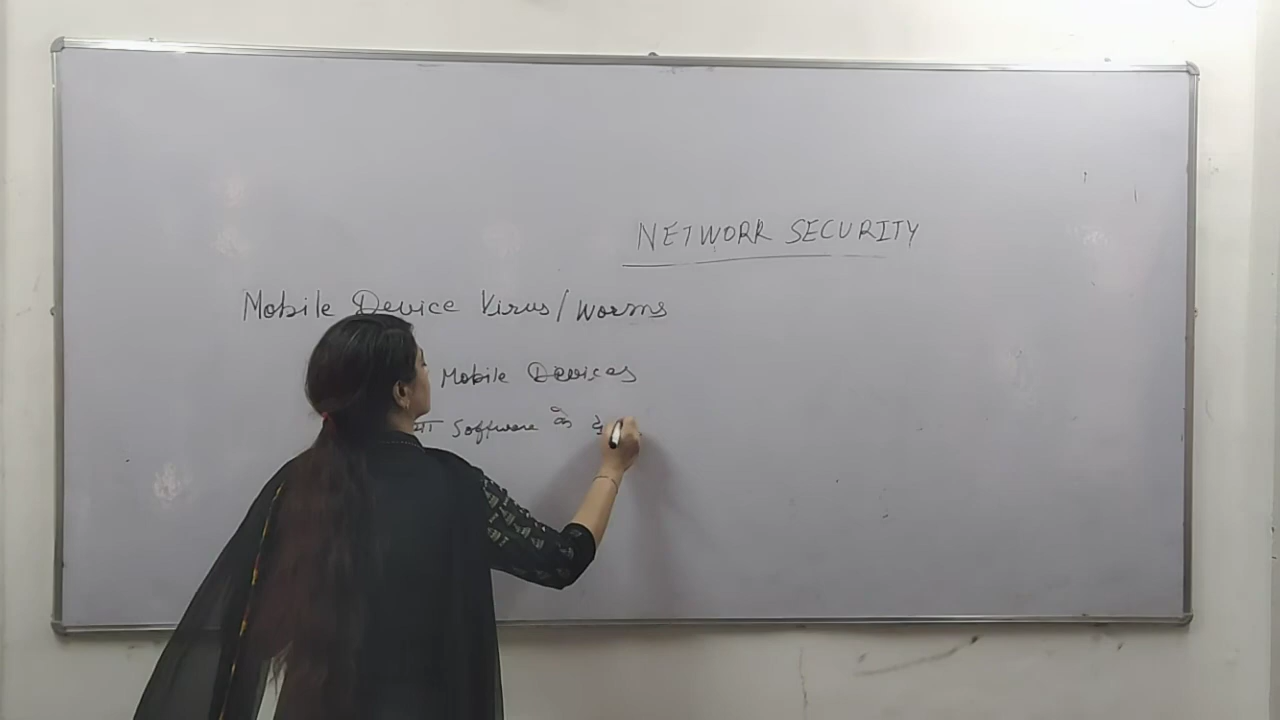 NETWORK SECURITY
Mobile Device Virus/Worms
Mobile Devices
या Software के